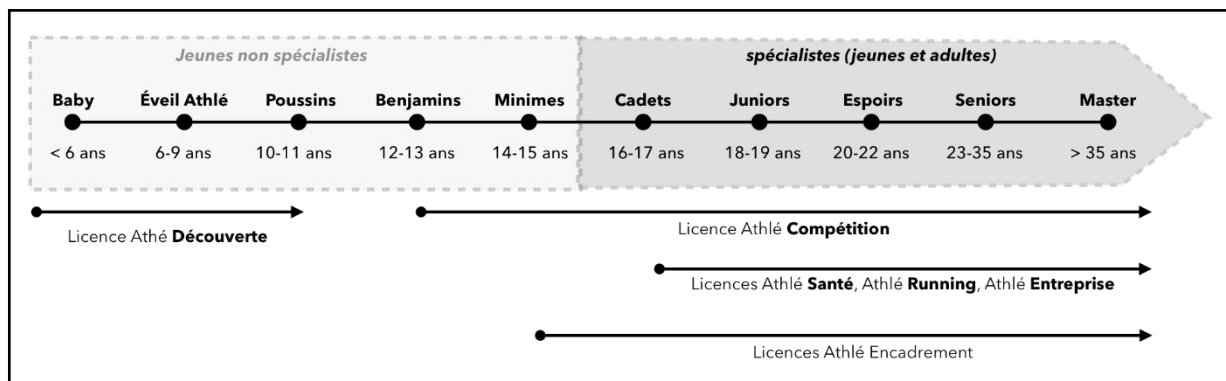 Jeunes non spécialistes
spécialistes (jeunes et adultes)
Baby Éveil Athlé Poussins Benjamins Minimes Cadets Juniors Espoirs Seniors Master
< 6 ans 6-9 ans 10-11 ans 12-13 ans 14-15 ans 16-17 ans 18-19 ans 20-22 ans 23-35 ans > 35 ans
Licence Athé Découverte
Licence Athlé Compétition
Licences Athlé Santé, Athlé Running, Athlé Entreprise
Licences Athlé Encadrement